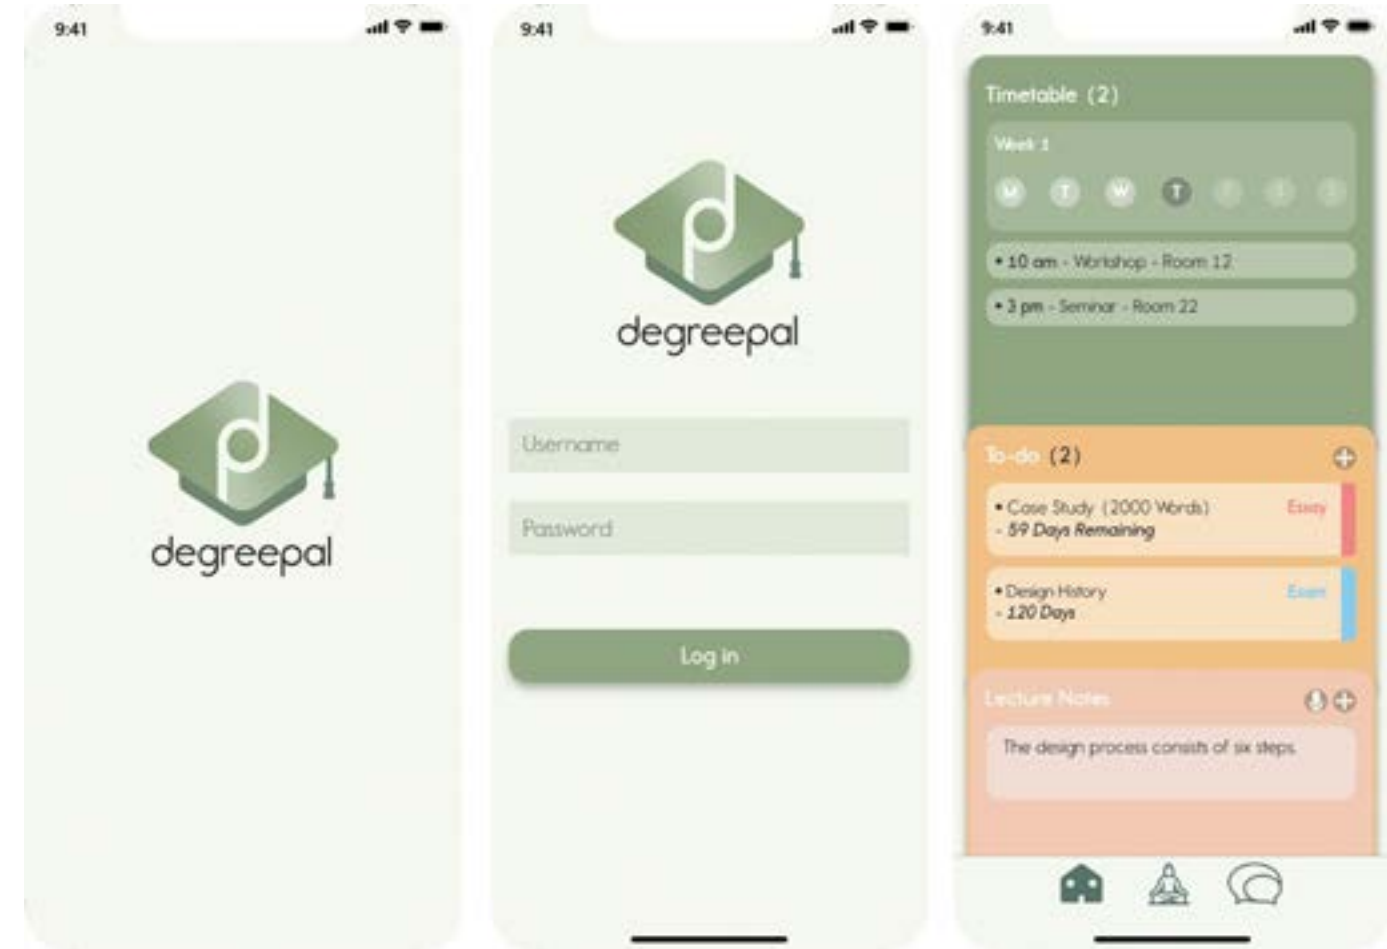 9:41
degreepal
9:41
degreepal
Username
Password
Log in
9:41
Timetable (2)
Week 1
M T W T F S S
• 10 am - Workshop - Room 12
• 3 pm - Seminar - Room 22
To-do (2)
• Case Study (2000 Words) Essay
- 59 Days Remaining
• Design History Exam
- 120 Days
Lecture Notes
The design process consists of six steps.